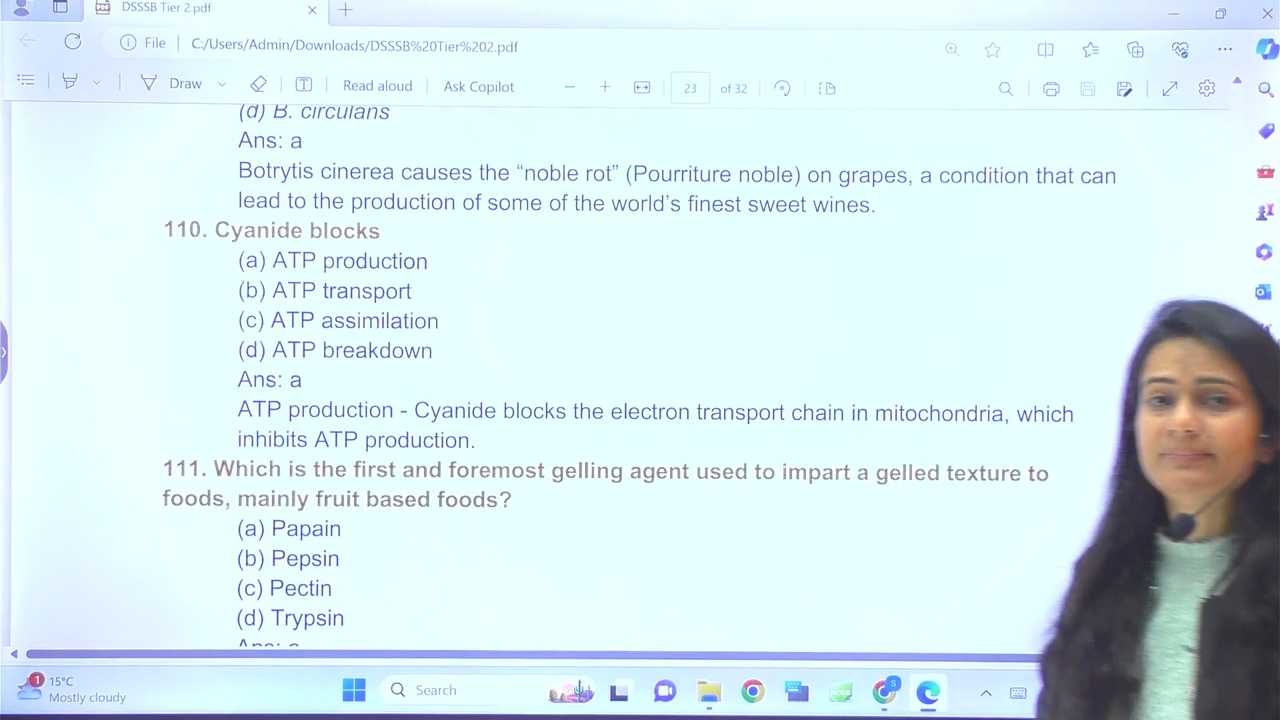 DSSSB Tier 2.pdf
File
C:/Users/Admin/Downloads/DSSSB%20Tier%202.pdf
Draw
Read aloud
Ask Copilot
23
of 32
(d) B. circulans
Ans: a
Botrytis cinerea causes the “noble rot” (Pourriture noble) on grapes, a condition that can
lead to the production of some of the world’s finest sweet wines.
110. Cyanide blocks
(a) ATP production
(b) ATP transport
(c) ATP assimilation
(d) ATP breakdown
Ans: a
ATP production - Cyanide blocks the electron transport chain in mitochondria, which
inhibits ATP production.
111. Which is the first and foremost gelling agent used to impart a gelled texture to
foods, mainly fruit based foods?
(a) Papain
(b) Pepsin
(c) Pectin
(d) Trypsin
1
15°C
Mostly cloudy
Search